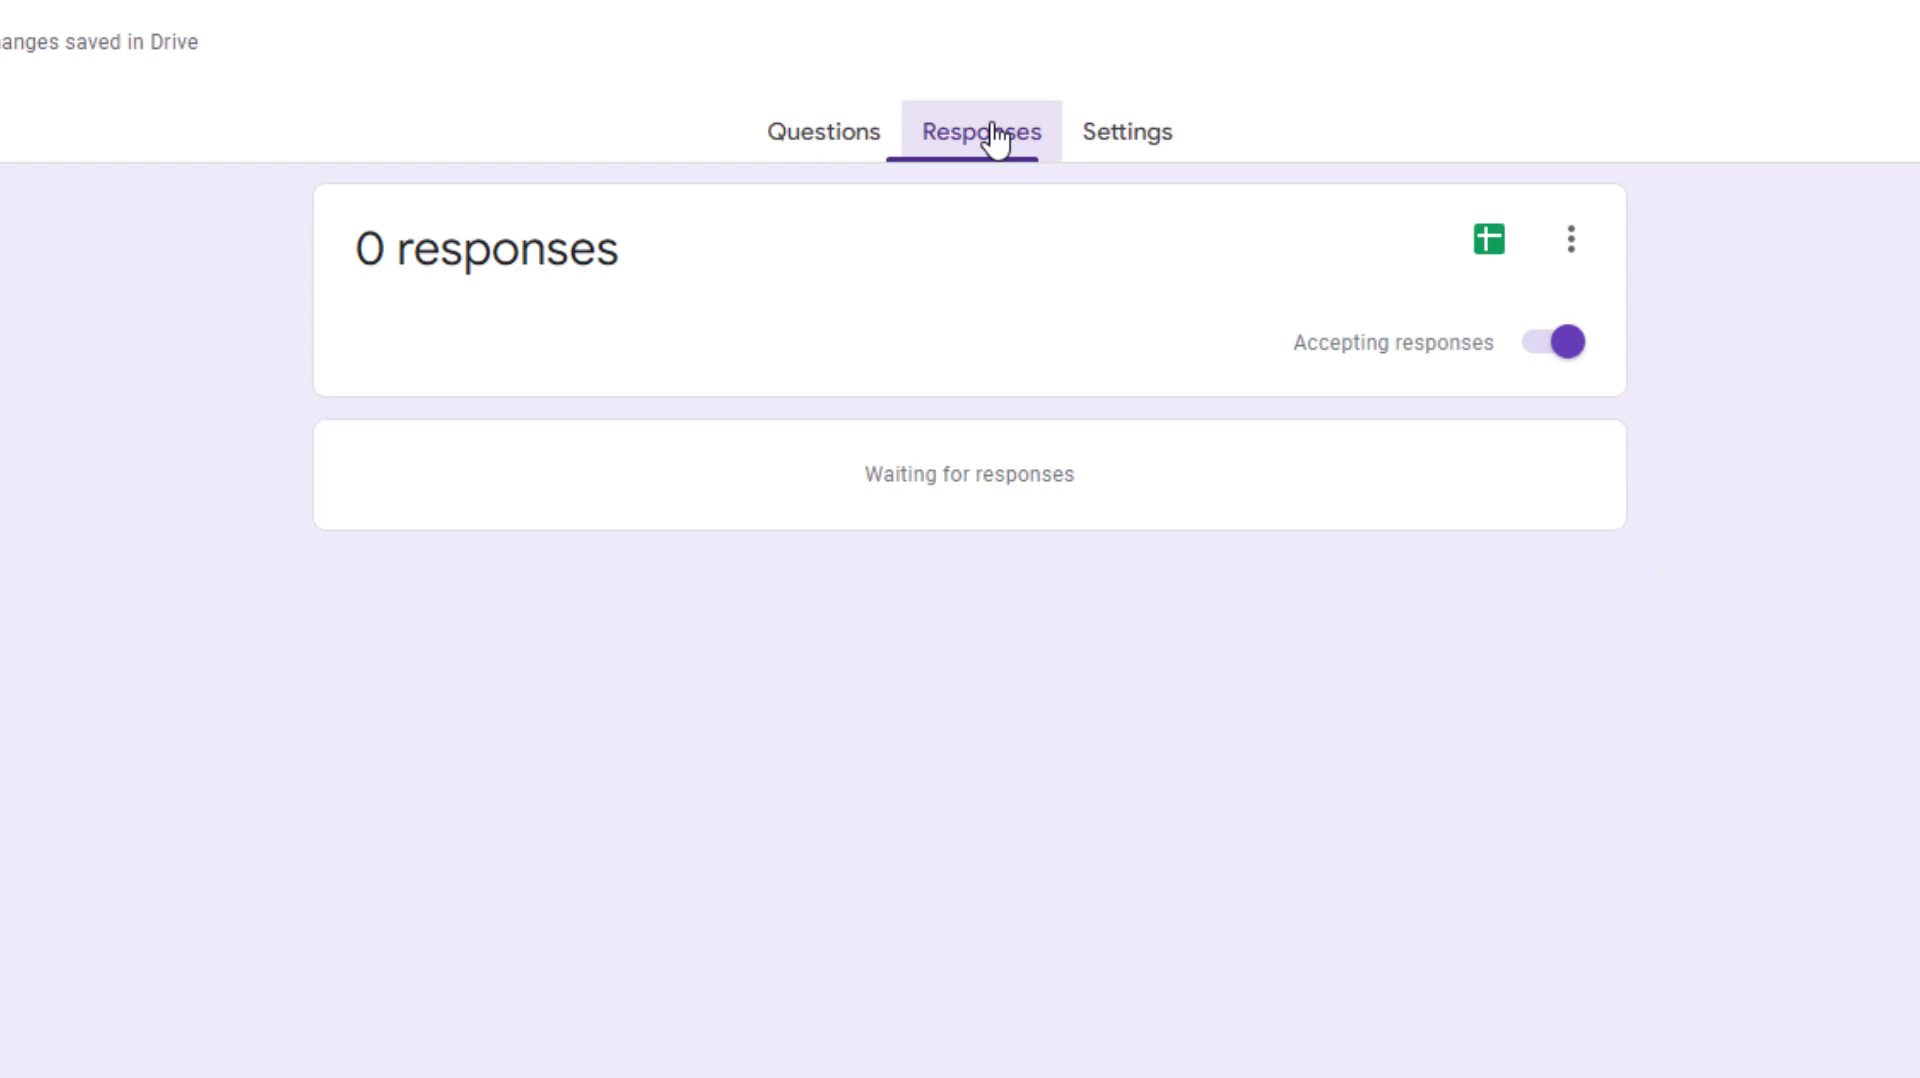 anges saved in Drive
Questions Responses Settings
0 responses
Accepting responses
Waiting for responses